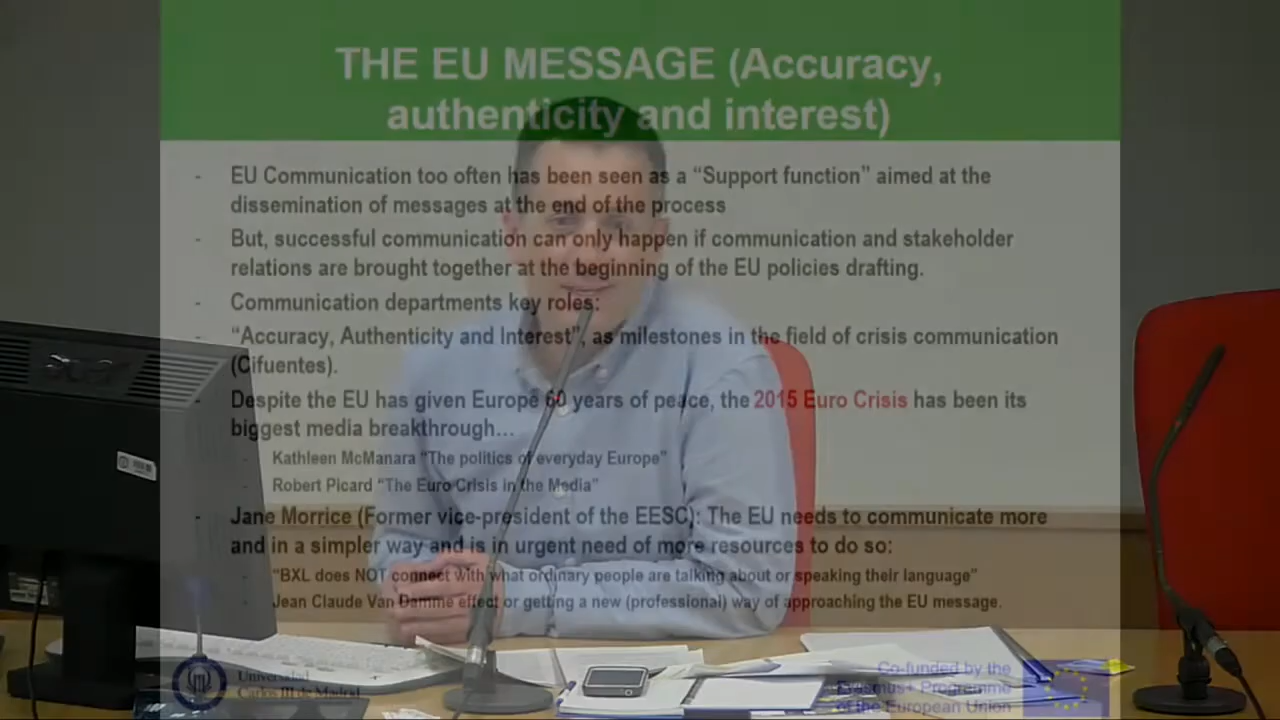 THE EU MESSAGE (Accuracy,
authenticity and interest)
- EU Communication too often has been seen as a “Support function” aimed at the
dissemination of messages at the end of the process
- But, successful communication can only happen if communication and stakeholder
relations are brought together at the beginning of the EU policies drafting.
- Communication departments key roles:
- “Accuracy, Authenticity and Interest”, as milestones in the field of crisis communication
(Cifuentes).
- Despite the EU has given Europe 60 years of peace, the 2015 Euro Crisis has been its
biggest media breakthrough…
- Kathleen McManara “The politics of everyday Europe”
- Robert Picard “The Euro Crisis in the Media”
- Jane Morrice (Former vice-president of the EESC): The EU needs to communicate more
and in a simpler way and is in urgent need of more resources to do so:
- “BXL does NOT connect with what ordinary people are talking about or speaking their language”
- Jean Claude Van Damme effect or getting a new (professional) way of approaching the EU message.
Universidad
Carlos III de Madrid
Co-funded by the
Erasmus+ Programme
of the European Union
acer